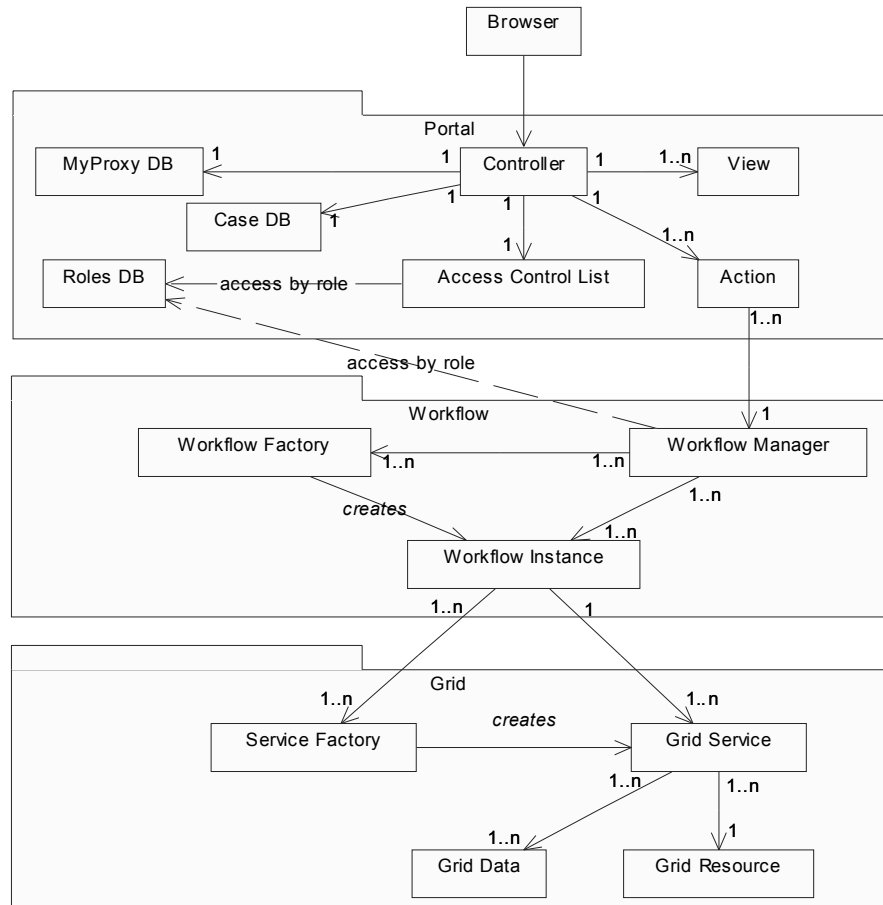 Browser
Portal
MyProxy DB
1
1
Controller
1
1..n
View
Case DB
1
1
1
1
1
1..n
Roles DB
access by role
Access Control List
Action
1..n
access by role
1
Workflow
Workflow Factory
1..n
1..n
Workflow Manager
creates
1..n
1..n
Workflow Instance
1..n
1
1..n
1..n
Grid
Service Factory
creates
Grid Service
1..n
1..n
1..n
1
Grid Data
Grid Resource